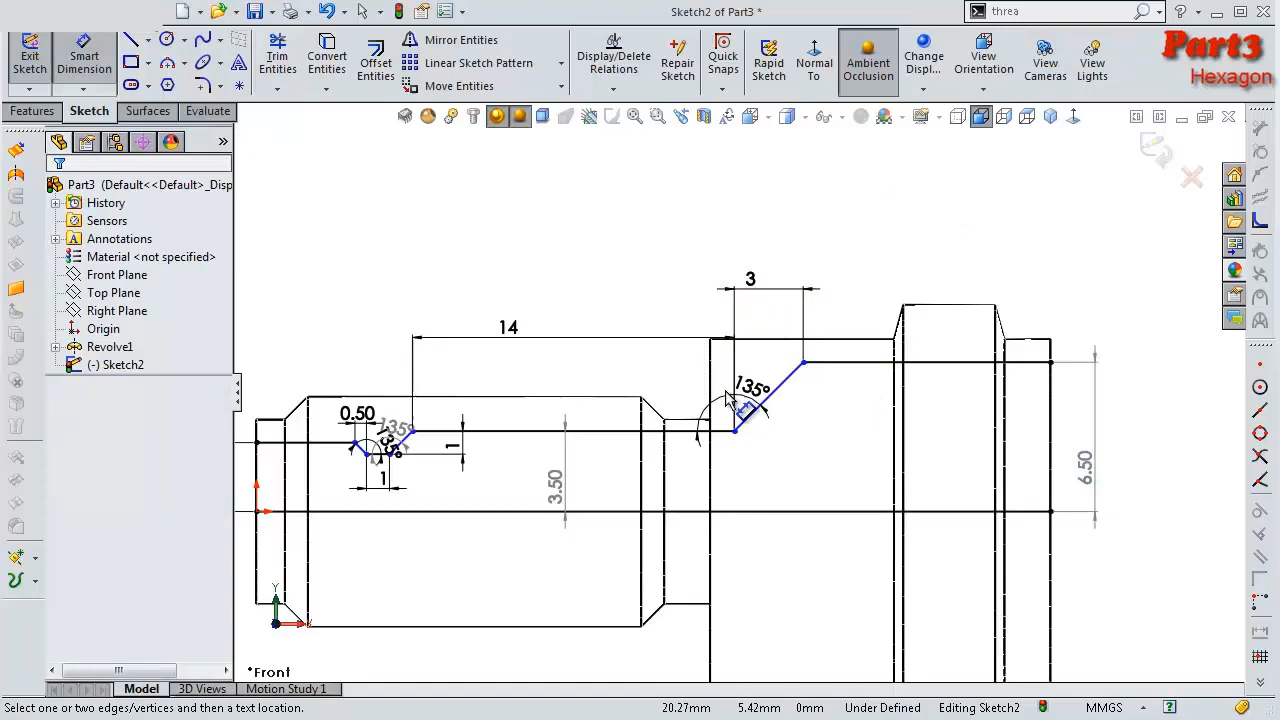 Sketch2 of Part3 *
threa
Part3
Hexagon
Exit Sketch
Smart Dimension
Trim Entities
Convert Entities
Offset Entities
Mirror Entities
Linear Sketch Pattern
Move Entities
Display/Delete Relations
Repair Sketch
Quick Snaps
Rapid Sketch
Normal To
Ambient Occlusion
Change Displ...
View Orientation
View Cameras
View Lights
Features
Sketch
Surfaces
Evaluate
Part3 (Default<<Default>_Disp
History
Sensors
Annotations
Material <not specified>
Front Plane
Top Plane
Right Plane
Origin
Revolve1
(-) Sketch2
3
14
135°
0.50
135°
135°
1
1
3.50
6.50
Y
*Front
Model
3D Views
Motion Study 1
Select one or two edges/vertices and then a text location.
20.27mm
5.42mm
0mm
Under Defined
Editing Sketch2
MMGS